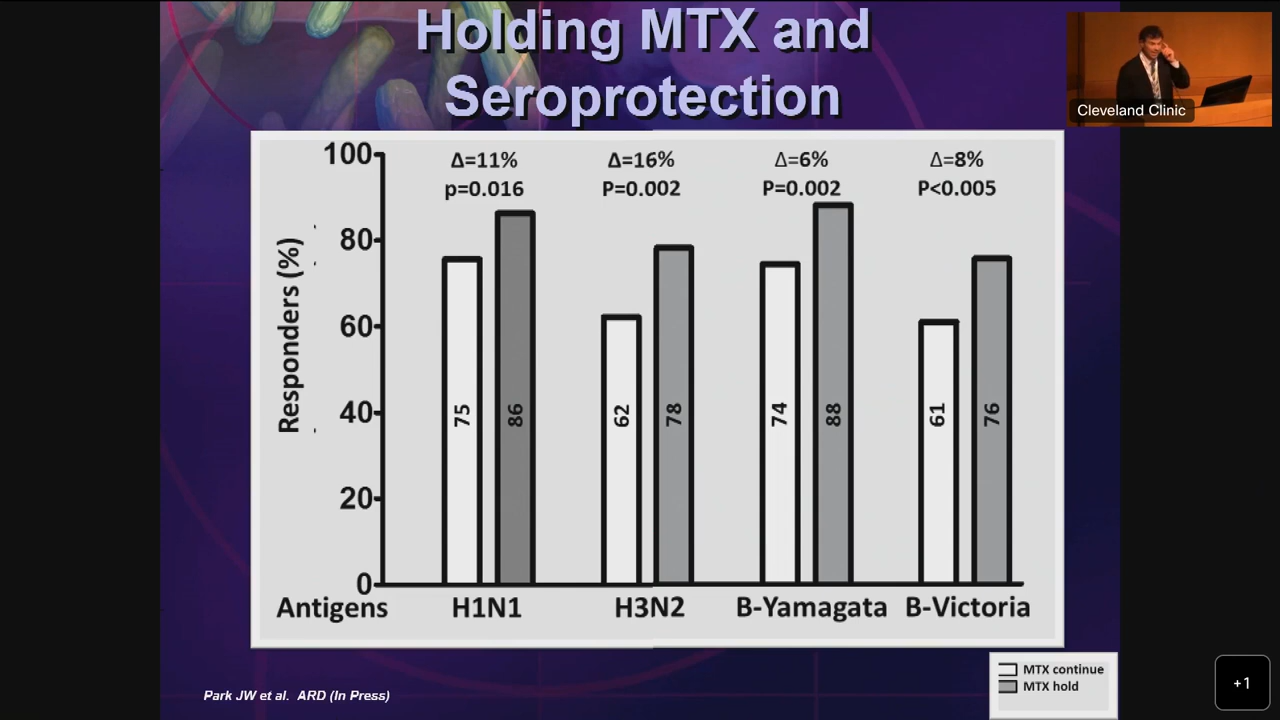 Holding MTX and
Seroprotection
Cleveland Clinic
Δ=11%
p=0.016
Δ=16%
P=0.002
Δ=6%
P=0.002
Δ=8%
P<0.005
Responders (%)
100
80
60
40
20
0
75
86
62
78
74
88
61
76
Antigens
H1N1
H3N2
B-Yamagata
B-Victoria
MTX continue
MTX hold
Park JW et al. ARD (In Press)
+1